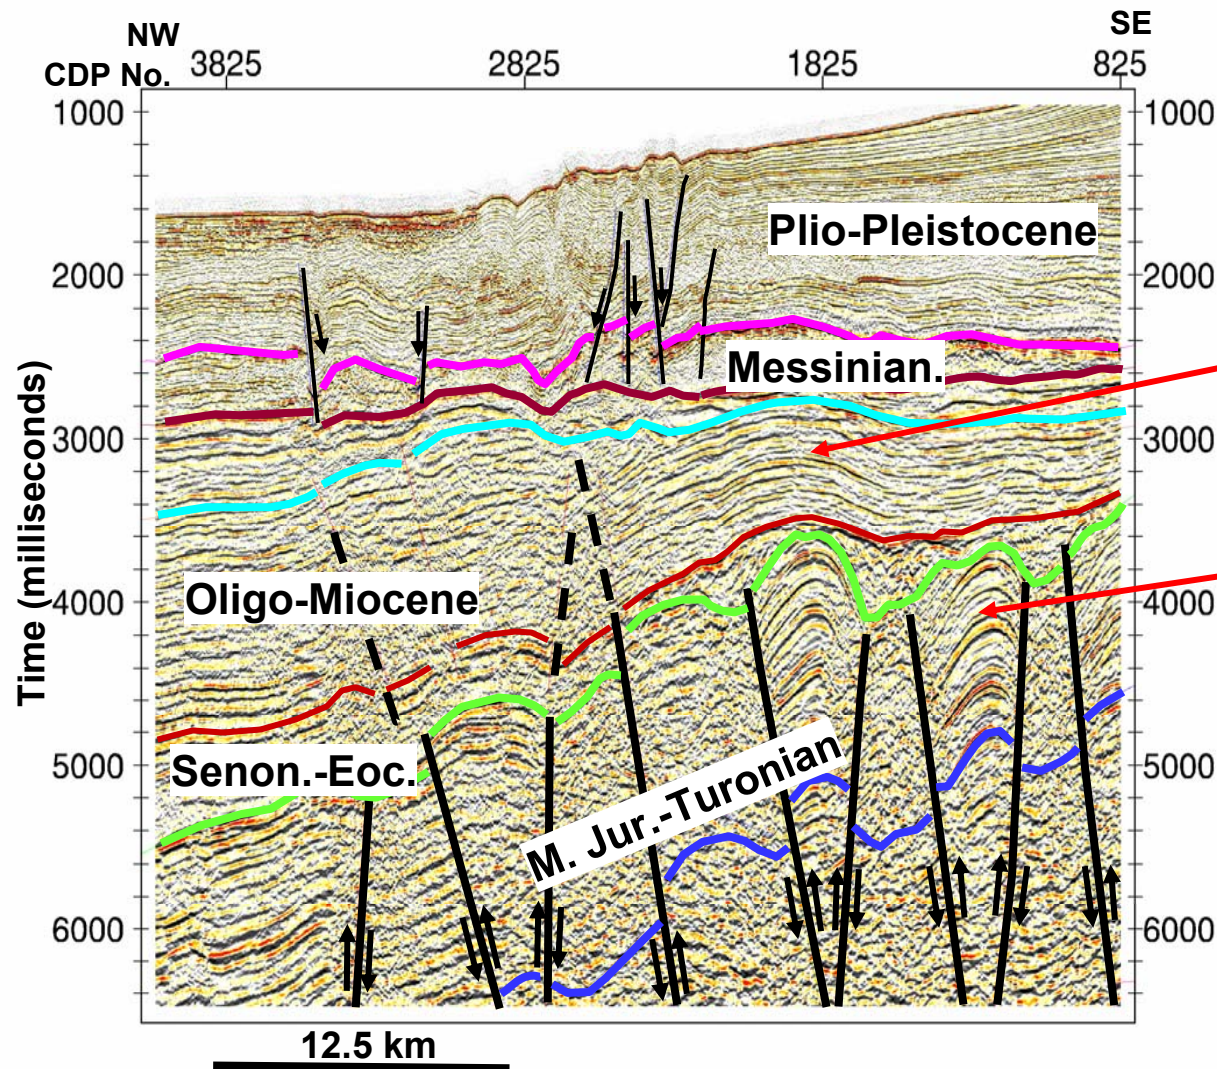 NW
SE
CDP No.
3825
2825
1825
825
1000
1000
Plio-Pleistocene
2000
2000
Messinian.
3000
3000
Oligo-Miocene
4000
4000
Time (milliseconds)
Senon.-Eoc.
M. Jur.-Turonian
5000
5000
6000
6000
12.5 km